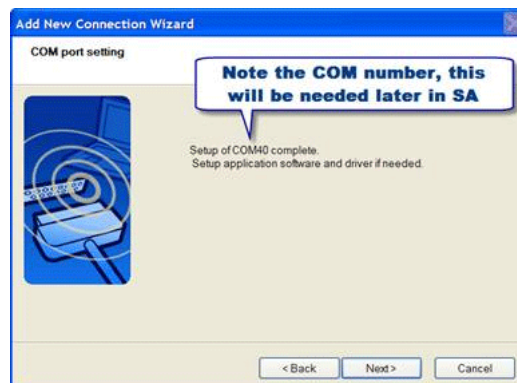 Add New Connection Wizard
COM port setting
Note the COM number, this
will be needed later in SA
Setup of COM40 complete.
Setup application software and driver if needed.
< Back
Next >
Cancel